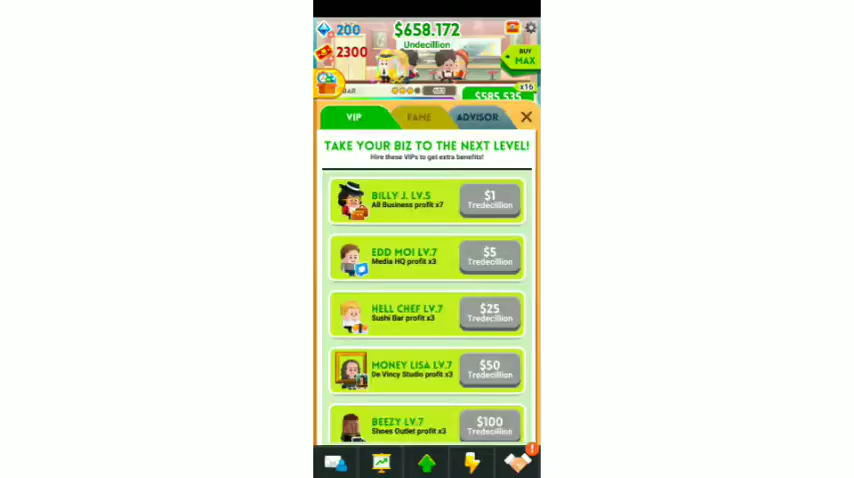 200
$658.172
Undecillion
2300
BUY
MAX
BAR
x16
$585.535
VIP
FAME
ADVISOR
TAKE YOUR BIZ TO THE NEXT LEVEL!
Hire these VIPs to get extra benefits!
BILLY J. LV.5
All Business profit x7
$1
Tredecillion
EDD MOI LV.7
Media HQ profit x3
$5
Tredecillion
HELL CHEF LV.7
Sushi Bar profit x3
$25
Tredecillion
MONEY LISA LV.7
De Vincy Studio profit x3
$50
Tredecillion
BEEZY LV.7
Shoes Outlet profit x3
$100
Tredecillion